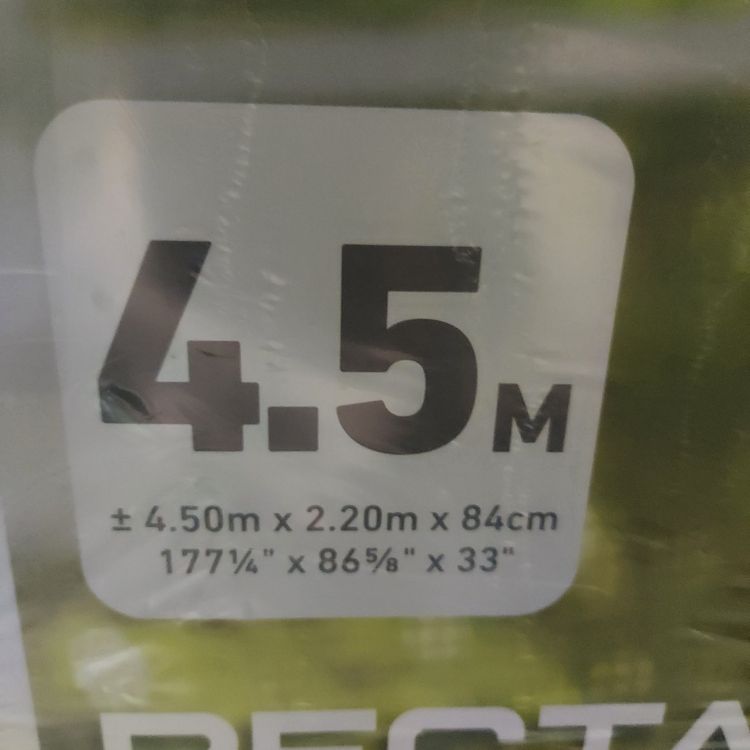 4.5M
± 4.50m x 2.20m x 84cm
177¼" x 86⅝" x 33"